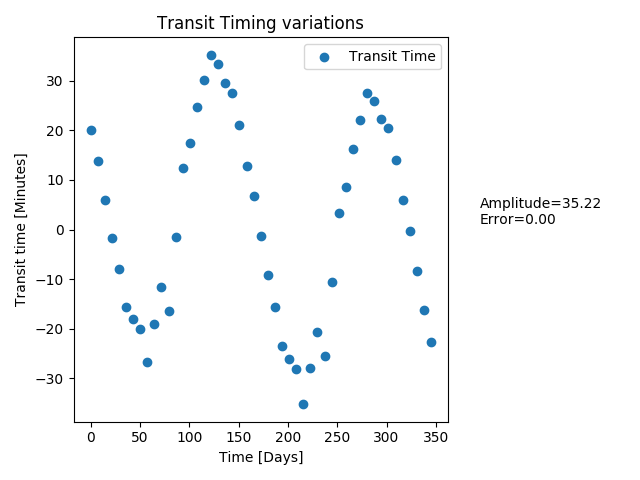 Transit Timing variations
Transit Time
Transit time [Minutes]
30
20
10
0
−10
−20
−30
0
50
100
150
200
250
300
350
Time [Days]
Amplitude=35.22
Error=0.00